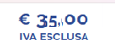 € 35,00
IVA ESCLUSA